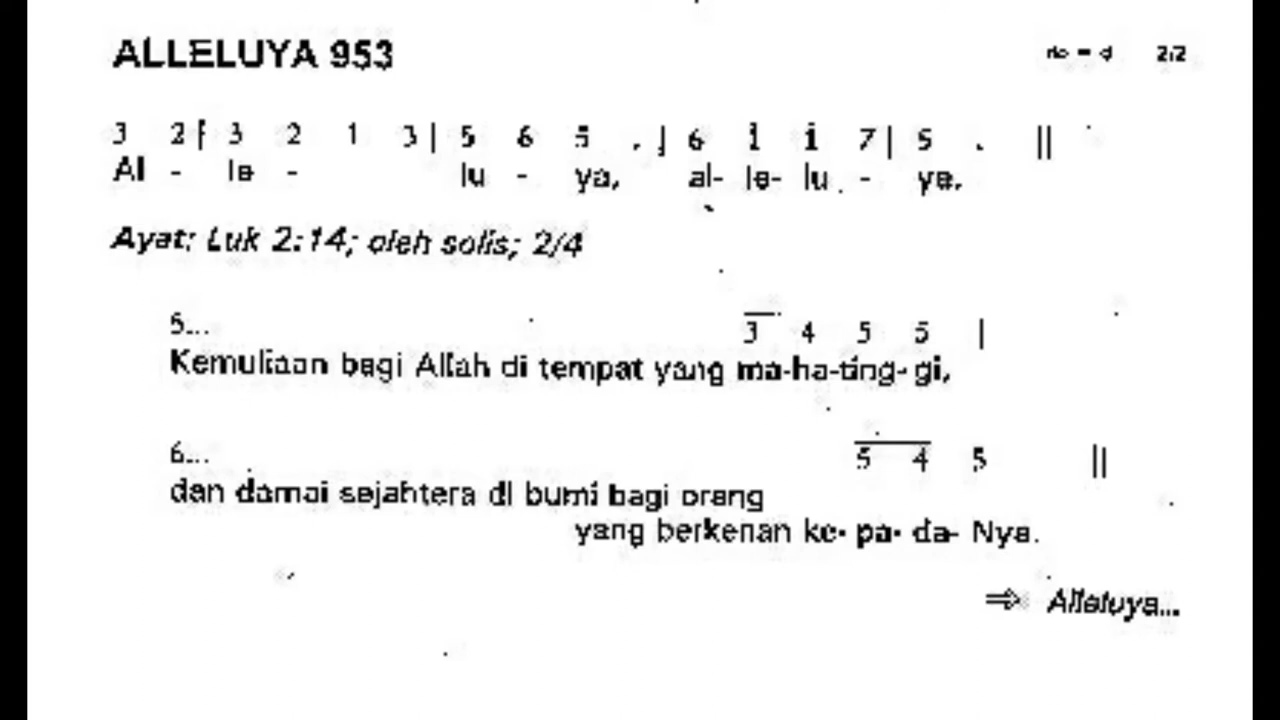 ALLELUYA 953 do = d 2/2
3 2 | 3 2 1 3 | 5 6 5 . | 6 1̇ 1̇ 7 | 5 . ||
Al - le - lu - ya, al- le- lu - ya.
Ayat: Luk 2:14; oleh solis; 2/4
5... 3 4 5 5 |
Kemuliaan bagi Allah di tempat yang ma-ha-ting-gi,
6... 5 4 5 ||
dan damai sejahtera di bumi bagi orang
yang berkenan ke- pa- da- Nya.
⇒ Alleluya...